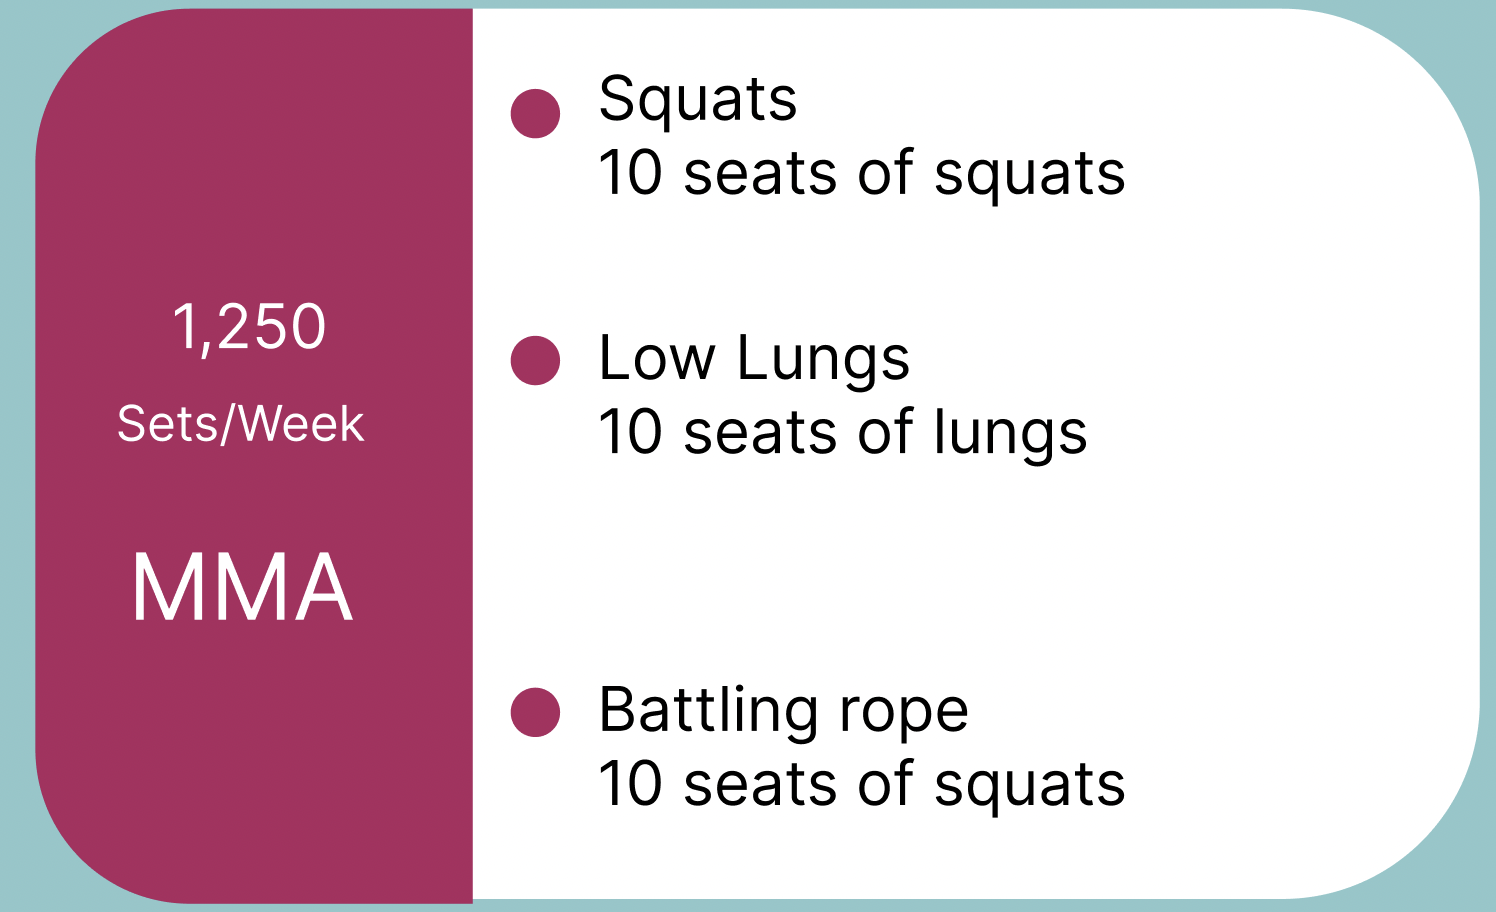 1,250
Sets/Week
MMA
Squats
10 seats of squats
Low Lungs
10 seats of lungs
Battling rope
10 seats of squats